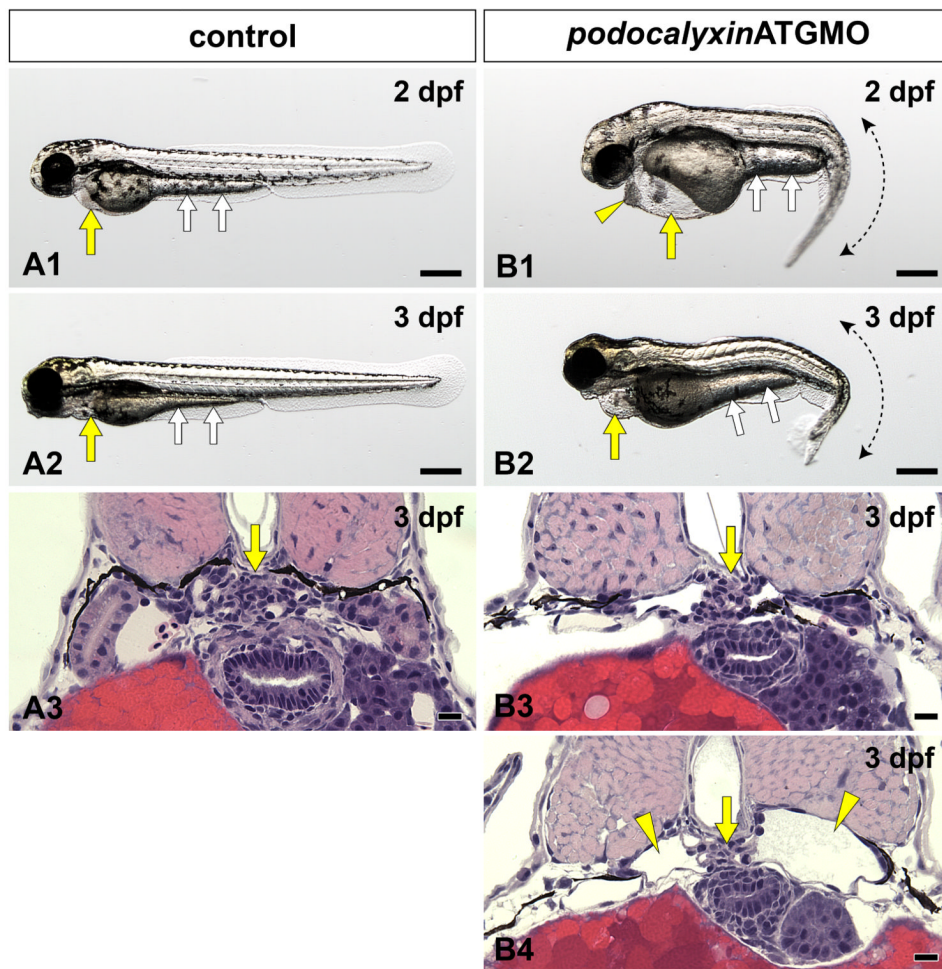 control
podocalyxinATGMO
2 dpf
A1
2 dpf
B1
3 dpf
A2
3 dpf
B2
3 dpf
A3
3 dpf
B3
3 dpf
B4